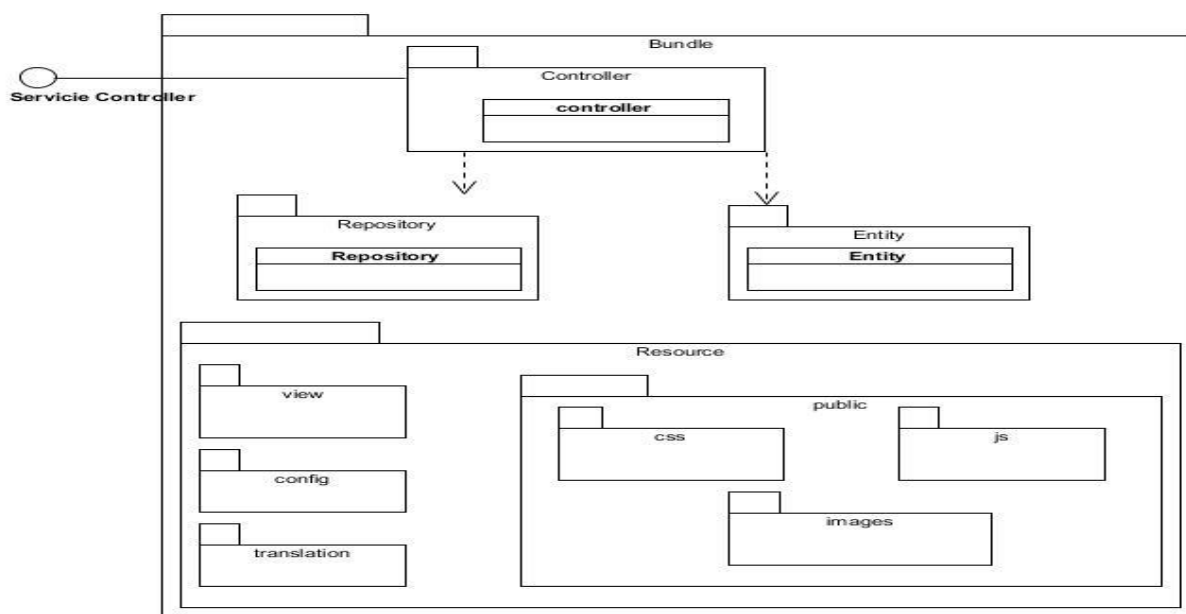 Bundle
Controller
Servicie Controller
controller
Repository
Repository
Entity
Entity
Resource
view
public
css
js
config
images
translation